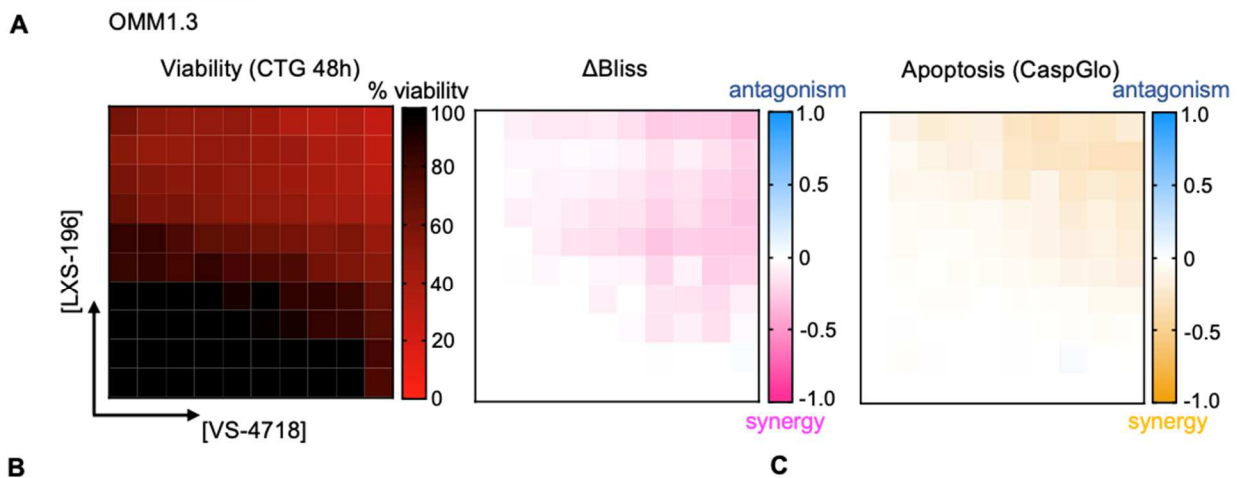 A
OMM1.3
Viability (CTG 48h)
ΔBliss
Apoptosis (CaspGlo)
% viability
antagonism
antagonism
100
80
60
40
20
0
1.0
0.5
0
-0.5
-1.0
1.0
0.5
0
-0.5
-1.0
[LXS-196]
[VS-4718]
synergy
synergy
B
C